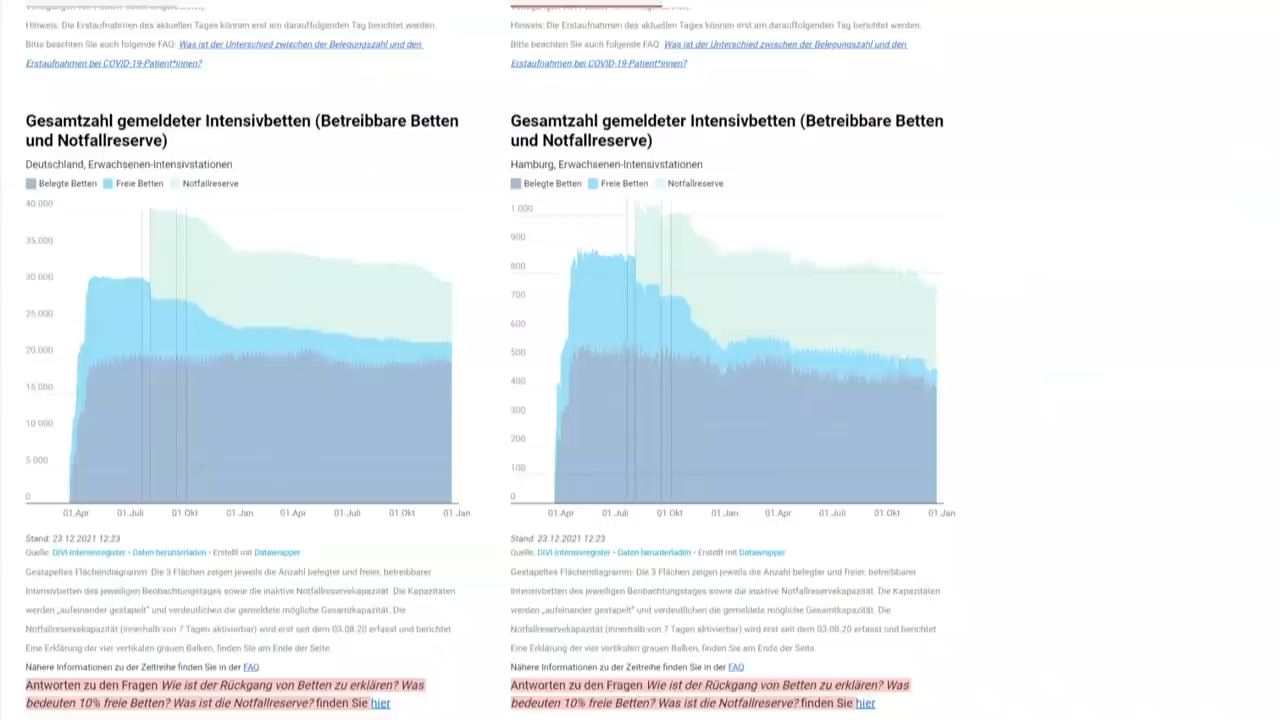 Hinweis: Die Erstaufnahmen des aktuellen Tages können erst am darauffolgenden Tag berichtet werden.
Bitte beachten Sie auch folgende FAQ: Was ist der Unterschied zwischen der Belegungszahl und den
Erstaufnahmen bei COVID-19-Patient*innen?
Gesamtzahl gemeldeter Intensivbetten (Betreibbare Betten
und Notfallreserve)
Deutschland, Erwachsenen-Intensivstationen
Belegte Betten Freie Betten Notfallreserve
40.000
35.000
30.000
25.000
20.000
15.000
10.000
5.000
0
01.Apr 01.Juli 01.Okt 01.Jan 01.Apr 01.Juli 01.Okt 01.Jan
Stand: 23.12.2021 12:23
Quelle: DIVI-Intensivregister • Daten herunterladen • Erstellt mit Datawrapper
Gestapeltes Flächendiagramm: Die 3 Flächen zeigen jeweils die Anzahl belegter und freier, betreibbarer
Intensivbetten des jeweiligen Beobachtungstages sowie die inaktive Notfallreservekapazität. Die Kapazitäten
werden „aufeinander gestapelt" und verdeutlichen die gemeldete mögliche Gesamtkapazität. Die
Notfallreservekapazität (innerhalb von 7 Tagen aktivierbar) wird erst seit dem 03.08.20 erfasst und berichtet.
Eine Erklärung der vier vertikalen grauen Balken, finden Sie am Ende der Seite.
Nähere Informationen zu der Zeitreihe finden Sie in der FAQ
Antworten zu den Fragen Wie ist der Rückgang von Betten zu erklären? Was
bedeuten 10% freie Betten? Was ist die Notfallreserve? finden Sie hier
Hinweis: Die Erstaufnahmen des aktuellen Tages können erst am darauffolgenden Tag berichtet werden.
Bitte beachten Sie auch folgende FAQ: Was ist der Unterschied zwischen der Belegungszahl und den
Erstaufnahmen bei COVID-19-Patient*innen?
Gesamtzahl gemeldeter Intensivbetten (Betreibbare Betten
und Notfallreserve)
Hamburg, Erwachsenen-Intensivstationen
Belegte Betten Freie Betten Notfallreserve
1.000
900
800
700
600
500
400
300
200
100
0
01.Apr 01.Juli 01.Okt 01.Jan 01.Apr 01.Juli 01.Okt 01.Jan
Stand: 23.12.2021 12:23
Quelle: DIVI-Intensivregister • Daten herunterladen • Erstellt mit Datawrapper
Gestapeltes Flächendiagramm: Die 3 Flächen zeigen jeweils die Anzahl belegter und freier, betreibbarer
Intensivbetten des jeweiligen Beobachtungstages sowie die inaktive Notfallreservekapazität. Die Kapazitäten
werden „aufeinander gestapelt" und verdeutlichen die gemeldete mögliche Gesamtkapazität. Die
Notfallreservekapazität (innerhalb von 7 Tagen aktivierbar) wird erst seit dem 03.08.20 erfasst und berichtet.
Eine Erklärung der vier vertikalen grauen Balken, finden Sie am Ende der Seite.
Nähere Informationen zu der Zeitreihe finden Sie in der FAQ
Antworten zu den Fragen Wie ist der Rückgang von Betten zu erklären? Was
bedeuten 10% freie Betten? Was ist die Notfallreserve? finden Sie hier